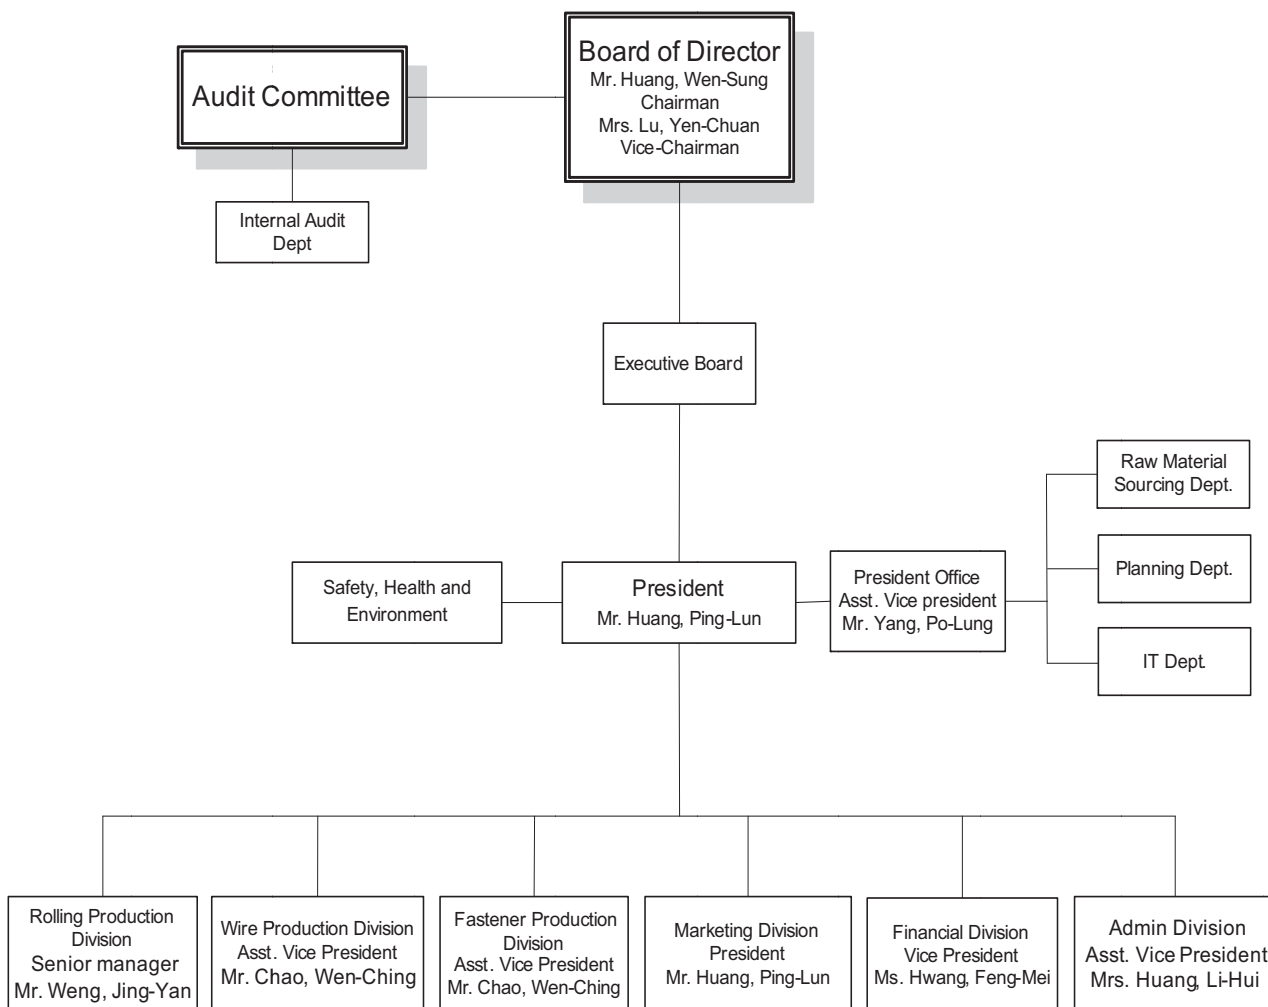 Audit Committee
Board of Director
Mr. Huang, Wen-Sung
Chairman
Mrs. Lu, Yen-Chuan
Vice-Chairman
Internal Audit
Dept
Executive Board
Raw Material
Sourcing Dept.
Planning Dept.
IT Dept.
Safety, Health and
Environment
President
Mr. Huang, Ping-Lun
President Office
Asst. Vice president
Mr. Yang, Po-Lung
Rolling Production
Division
Senior manager
Mr. Weng, Jing-Yan
Wire Production Division
Asst. Vice President
Mr. Chao, Wen-Ching
Fastener Production
Division
Asst. Vice President
Mr. Chao, Wen-Ching
Marketing Division
President
Mr. Huang, Ping-Lun
Financial Division
Vice President
Ms. Hwang, Feng-Mei
Admin Division
Asst. Vice President
Mrs. Huang, Li-Hui